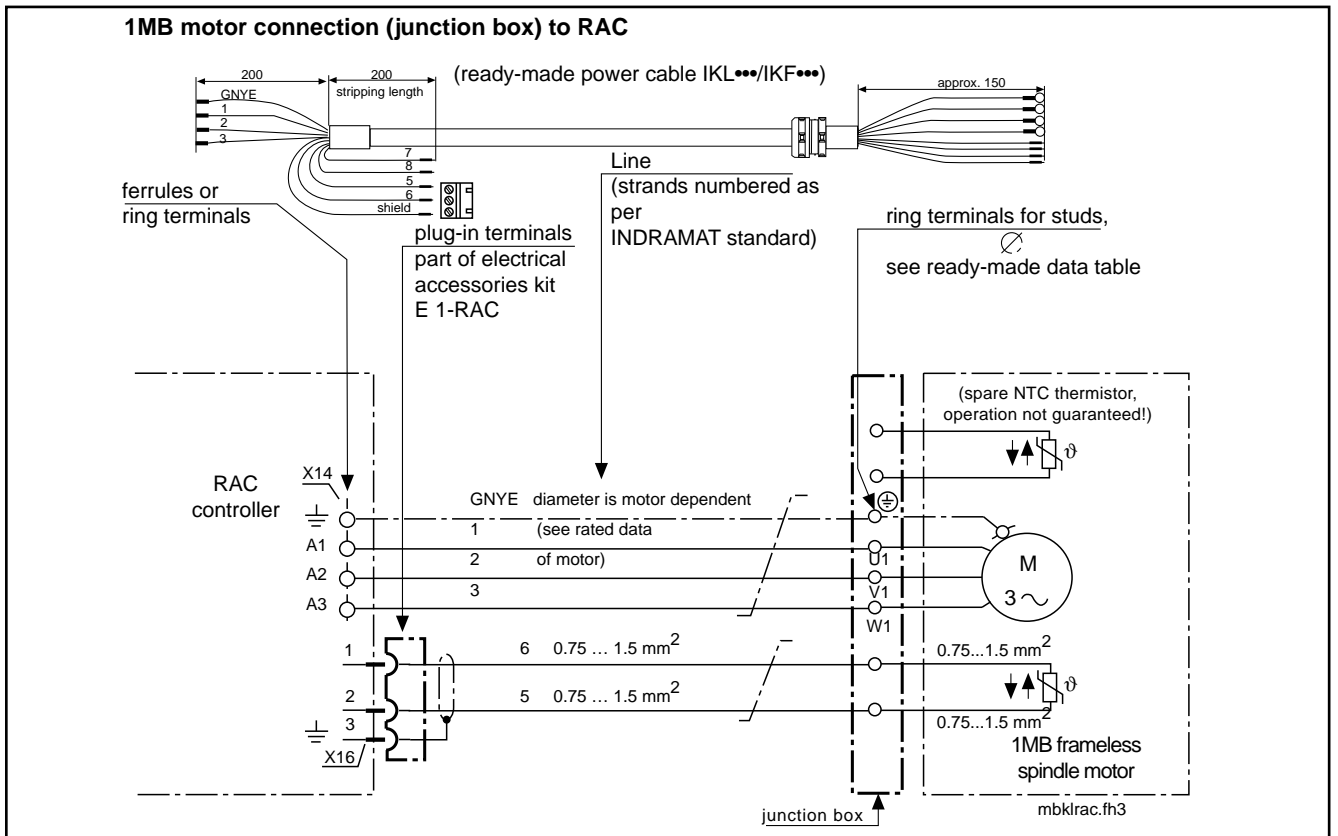 1MB motor connection (junction box) to RAC
200
200
stripping length
(ready-made power cable IKL•••/IKF•••)
approx. 150
GNYE
1
2
3
7
8
5
6
shield
ferrules or
ring terminals
plug-in terminals
part of electrical
accessories kit
E 1-RAC
Line
(strands numbered as
per
INDRAMAT standard)
ring terminals for studs,
∅
see ready-made data table
(spare NTC thermistor,
operation not guaranteed!)
ϑ
RAC
controller
X14
GNYE diameter is motor dependent
A1
1 (see rated data
A2
2 of motor)
A3
3
U1
V1
W1
M
3 ∼
1
6 0.75 … 1.5 mm²
0.75...1.5 mm²
2
5 0.75 … 1.5 mm²
ϑ
0.75...1.5 mm²
3
X16
1MB frameless
spindle motor
junction box
mbklrac.fh3